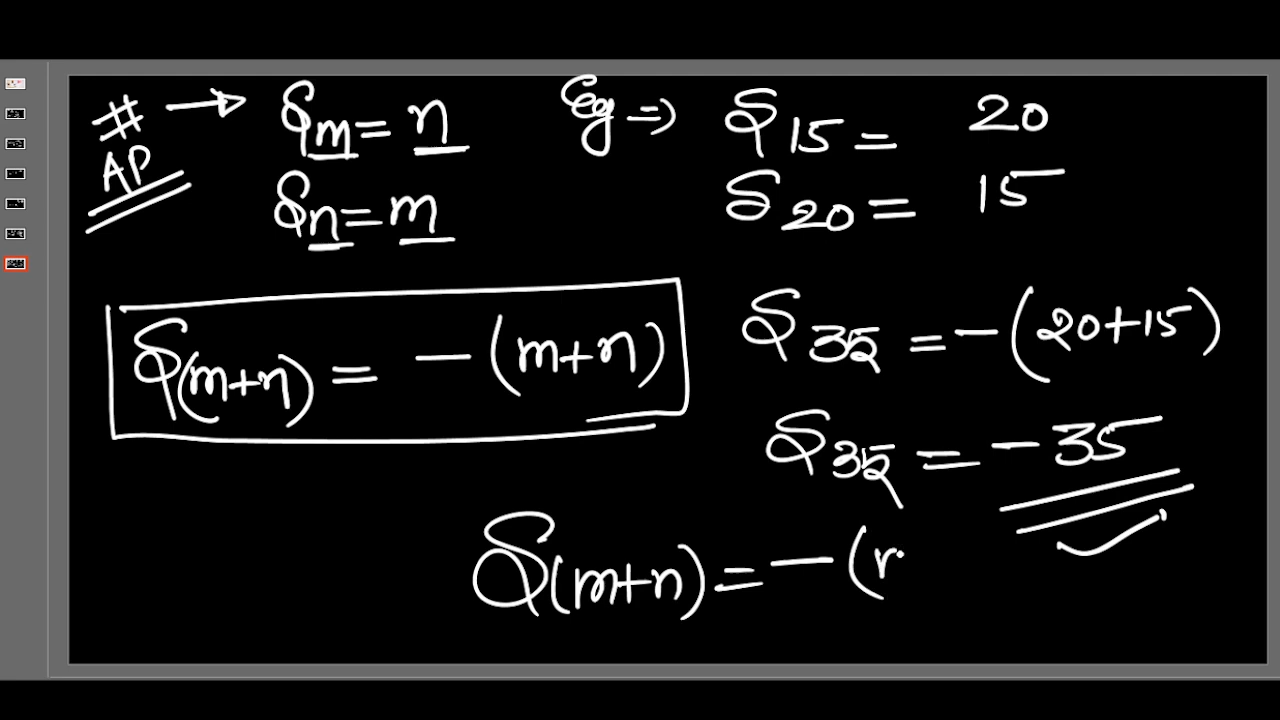 # → Sm = n Eg ⇒ S15 = 20
AP Sn = m S20 = 15
S(m+n) = -(m+n) S35 = -(20+15)
S35 = -35
S(m+n) = -(